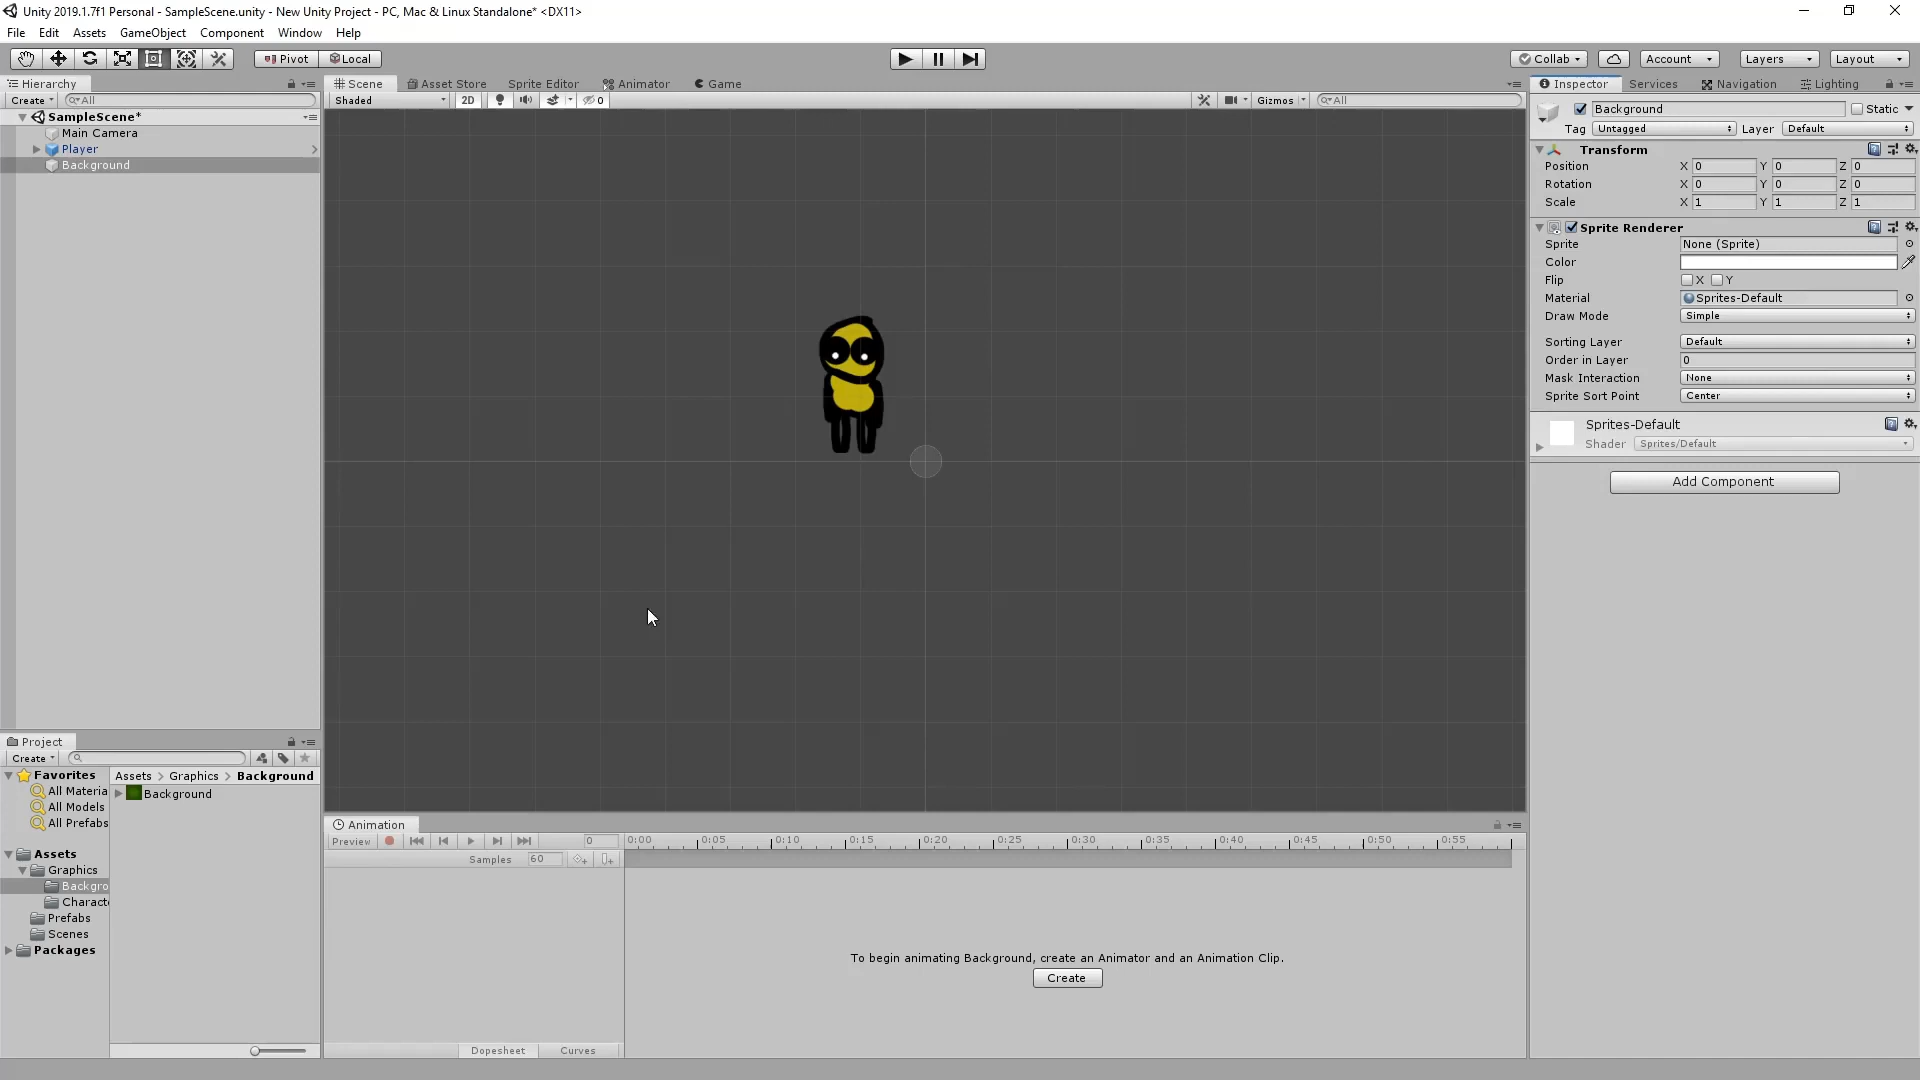 Unity 2019.1.7f1 Personal - SampleScene.unity - New Unity Project - PC, Mac & Linux Standalone* <DX11>
File Edit Assets GameObject Component Window Help
Pivot Local Collab Account Layers Layout
Hierarchy
Create All
SampleScene*
Main Camera
Player
Background
Scene Asset Store Sprite Editor Animator Game
Shaded 2D 0 Gizmos All
Inspector Services Navigation Lighting
Background Static
Tag Untagged Layer Default
Transform
Position X 0 Y 0 Z 0
Rotation X 0 Y 0 Z 0
Scale X 1 Y 1 Z 1
Sprite Renderer
Sprite None (Sprite)
Color
Flip X Y
Material Sprites-Default
Draw Mode Simple
Sorting Layer Default
Order in Layer 0
Mask Interaction None
Sprite Sort Point Center
Sprites-Default
Shader Sprites/Default
Add Component
Project
Create
Favorites
All Materia
All Models
All Prefabs
Assets
Graphics
Backgro
Characte
Prefabs
Scenes
Packages
Assets > Graphics > Background
Background
Animation
Preview 0 0:00 0:05 0:10 0:15 0:20 0:25 0:30 0:35 0:40 0:45 0:50 0:55
Samples 60
To begin animating Background, create an Animator and an Animation Clip.
Create
Dopesheet Curves